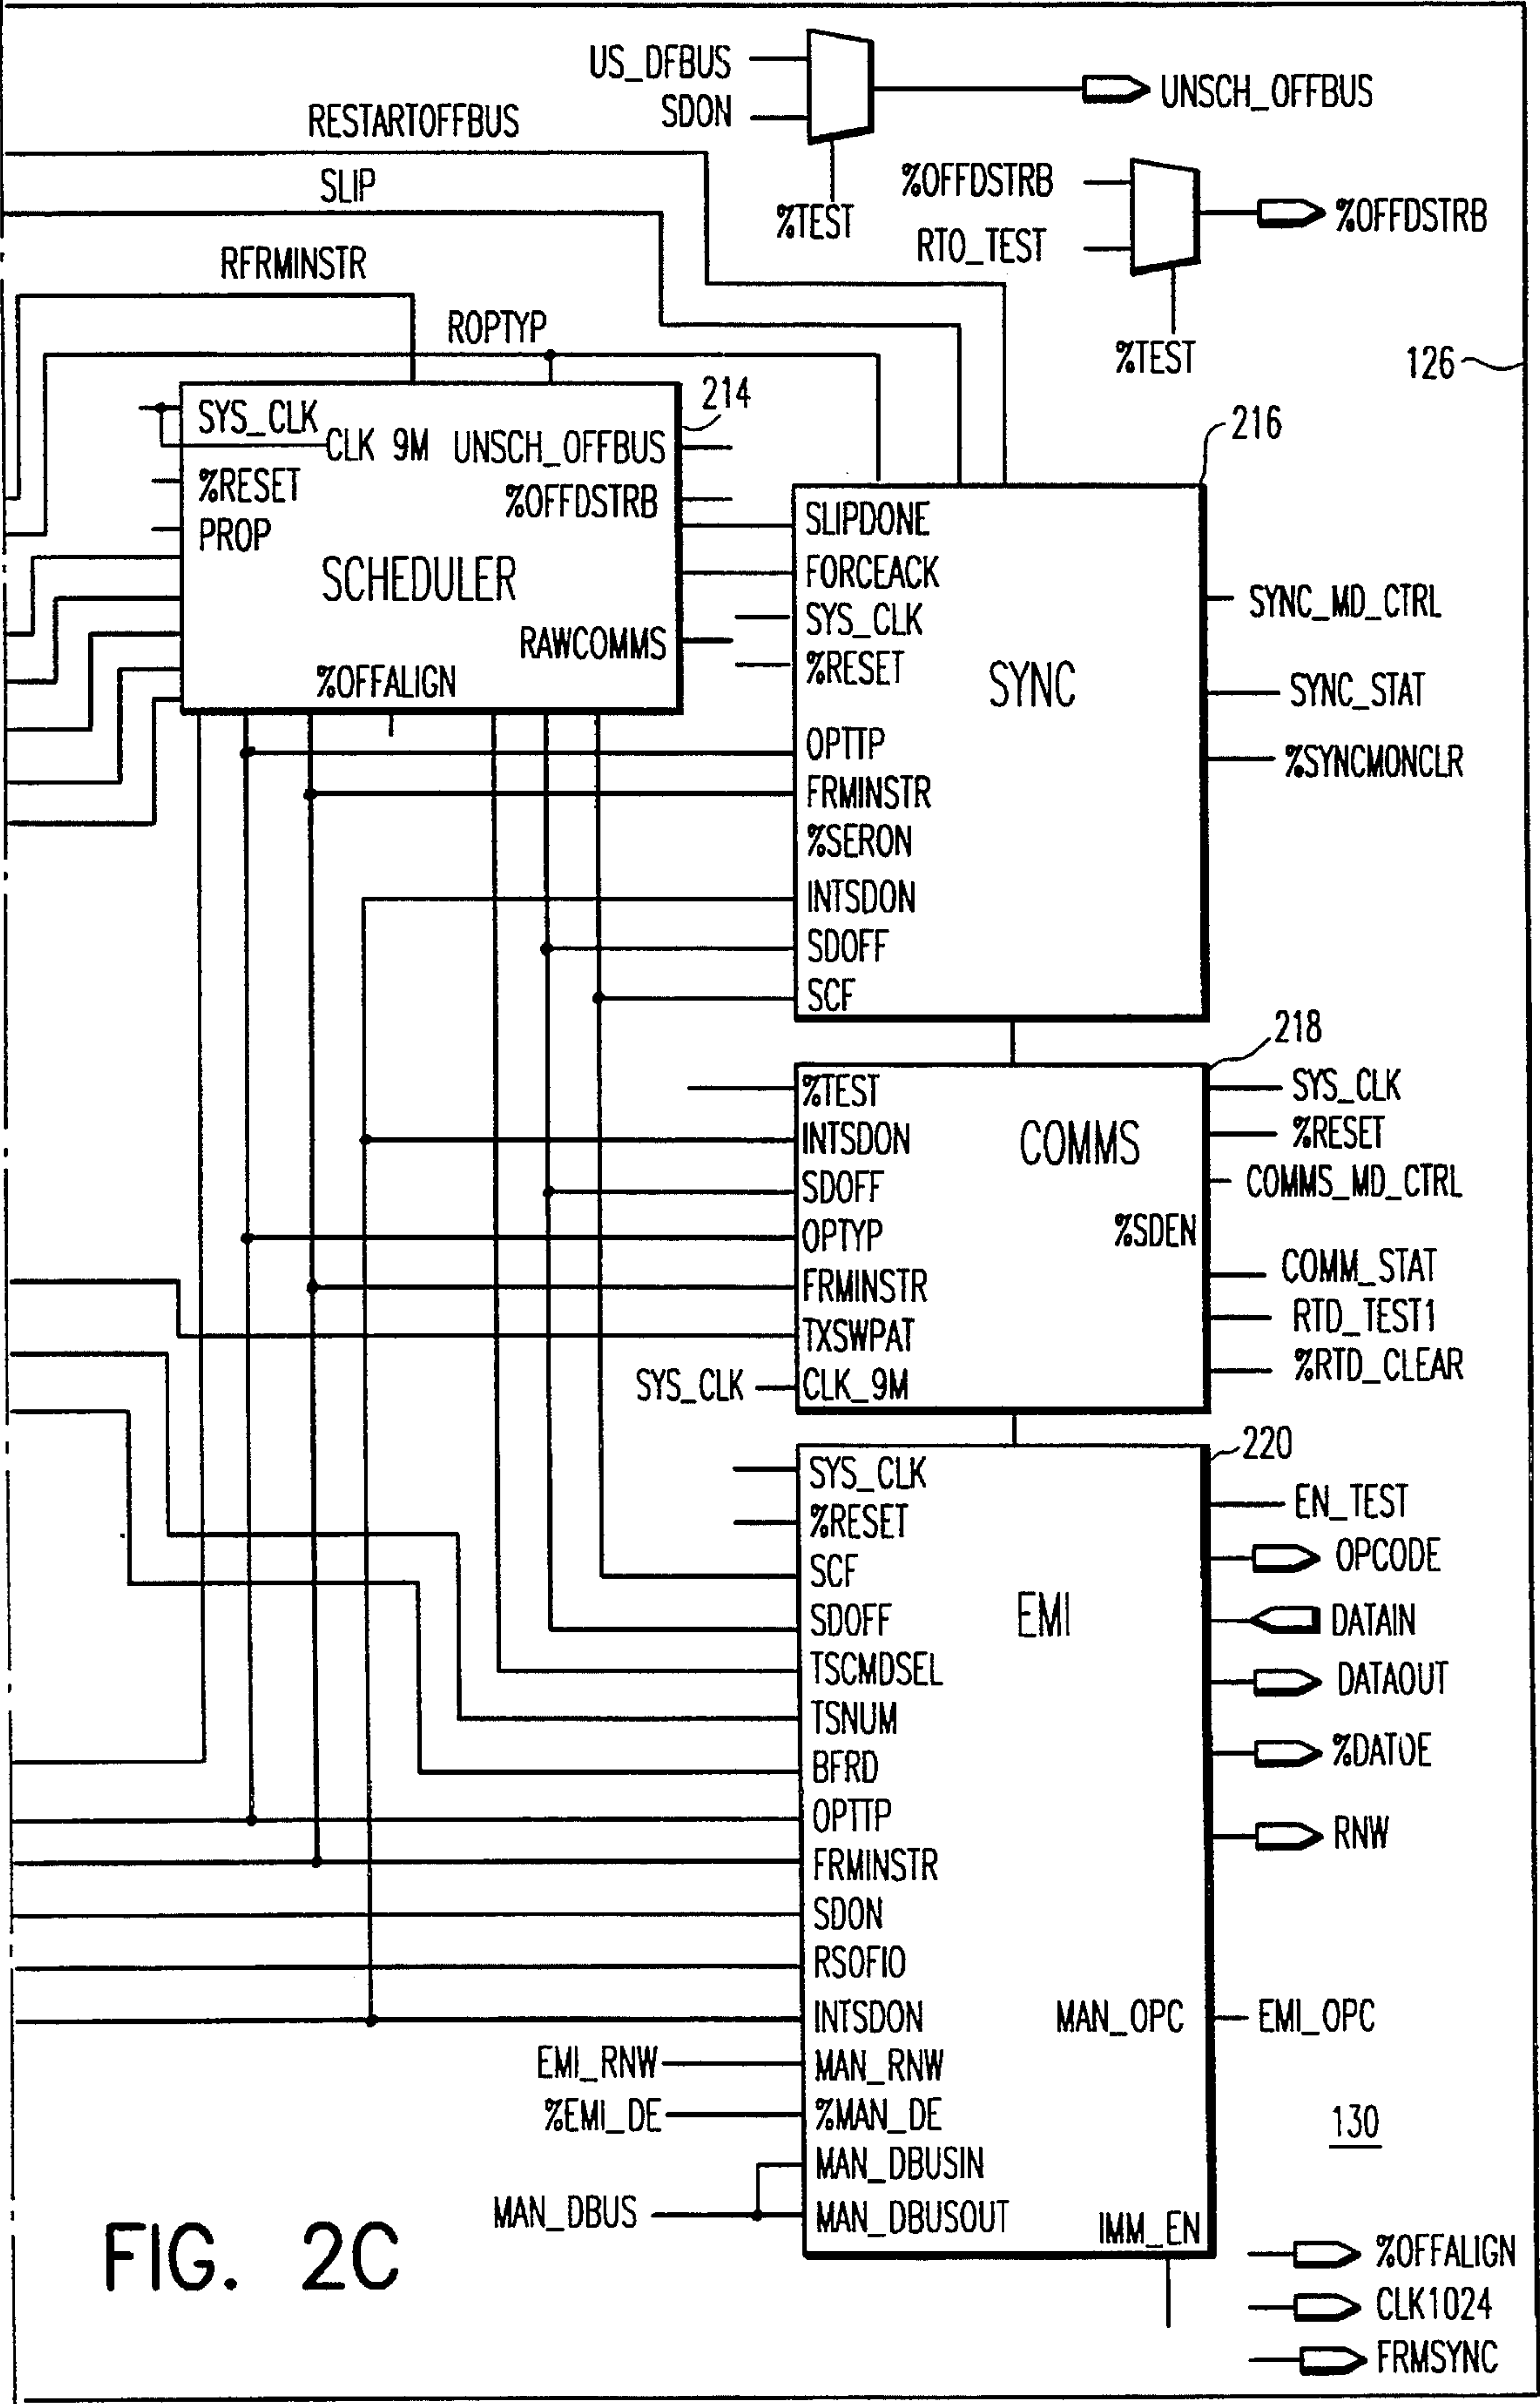 US_DFBUS
SDON
UNSCH_OFFBUS
%TEST
RESTARTOFFBUS
SLIP
%OFFDSTRB
RTO_TEST
%OFFDSTRB
%TEST
RFRMINSTR
ROPTYP
126
214
SYS_CLK
CLK 9M
UNSCH_OFFBUS
%RESET
%OFFDSTRB
PROP
SCHEDULER
RAWCOMMS
%OFFALIGN
216
SLIPDONE
FORCEACK
SYS_CLK
%RESET
SYNC
OPTTP
FRMINSTR
%SERON
INTSDON
SDOFF
SCF
SYNC_MD_CTRL
SYNC_STAT
%SYNCMONCLR
218
%TEST
INTSDON
COMMS
SDOFF
OPTYP
%SDEN
FRMINSTR
TXSWPAT
SYS_CLK
CLK_9M
SYS_CLK
%RESET
COMMS_MD_CTRL
COMM_STAT
RTD_TEST1
%RTD_CLEAR
220
SYS_CLK
%RESET
SCF
SDOFF
EMI
TSCMDSEL
TSNUM
BFRD
OPTTP
FRMINSTR
SDON
RSOFIO
INTSDON
MAN_OPC
EMI_RNW
MAN_RNW
%EMI_DE
%MAN_DE
MAN_DBUSIN
MAN_DBUS
MAN_DBUSOUT
IMM_EN
EN_TEST
OPCODE
DATAIN
DATAOUT
%DATOE
RNW
EMI_OPC
130
%OFFALIGN
CLK1024
FRMSYNC
FIG. 2C